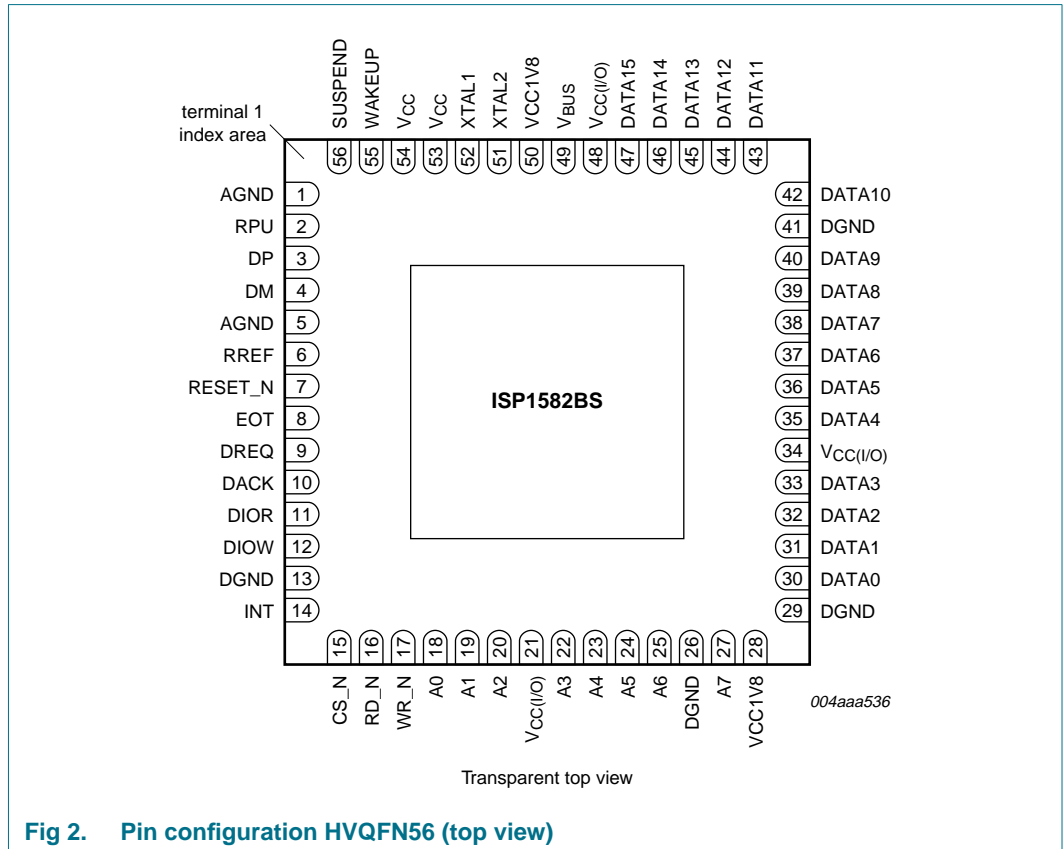 SUSPEND
WAKEUP
VCC
VCC
XTAL1
XTAL2
VCC1V8
VBUS
VCC(I/O)
DATA15
DATA14
DATA13
DATA12
DATA11
terminal 1
index area
56
55
54
53
52
51
50
49
48
47
46
45
44
43
AGND 1
RPU 2
DP 3
DM 4
AGND 5
RREF 6
RESET_N 7
EOT 8
DREQ 9
DACK 10
DIOR 11
DIOW 12
DGND 13
INT 14
ISP1582BS
42 DATA10
41 DGND
40 DATA9
39 DATA8
38 DATA7
37 DATA6
36 DATA5
35 DATA4
34 VCC(I/O)
33 DATA3
32 DATA2
31 DATA1
30 DATA0
29 DGND
15
16
17
18
19
20
21
22
23
24
25
26
27
28
CS_N
RD_N
WR_N
A0
A1
A2
VCC(I/O)
A3
A4
A5
A6
DGND
A7
VCC1V8
004aaa536
Transparent top view
Fig 2. Pin configuration HVQFN56 (top view)